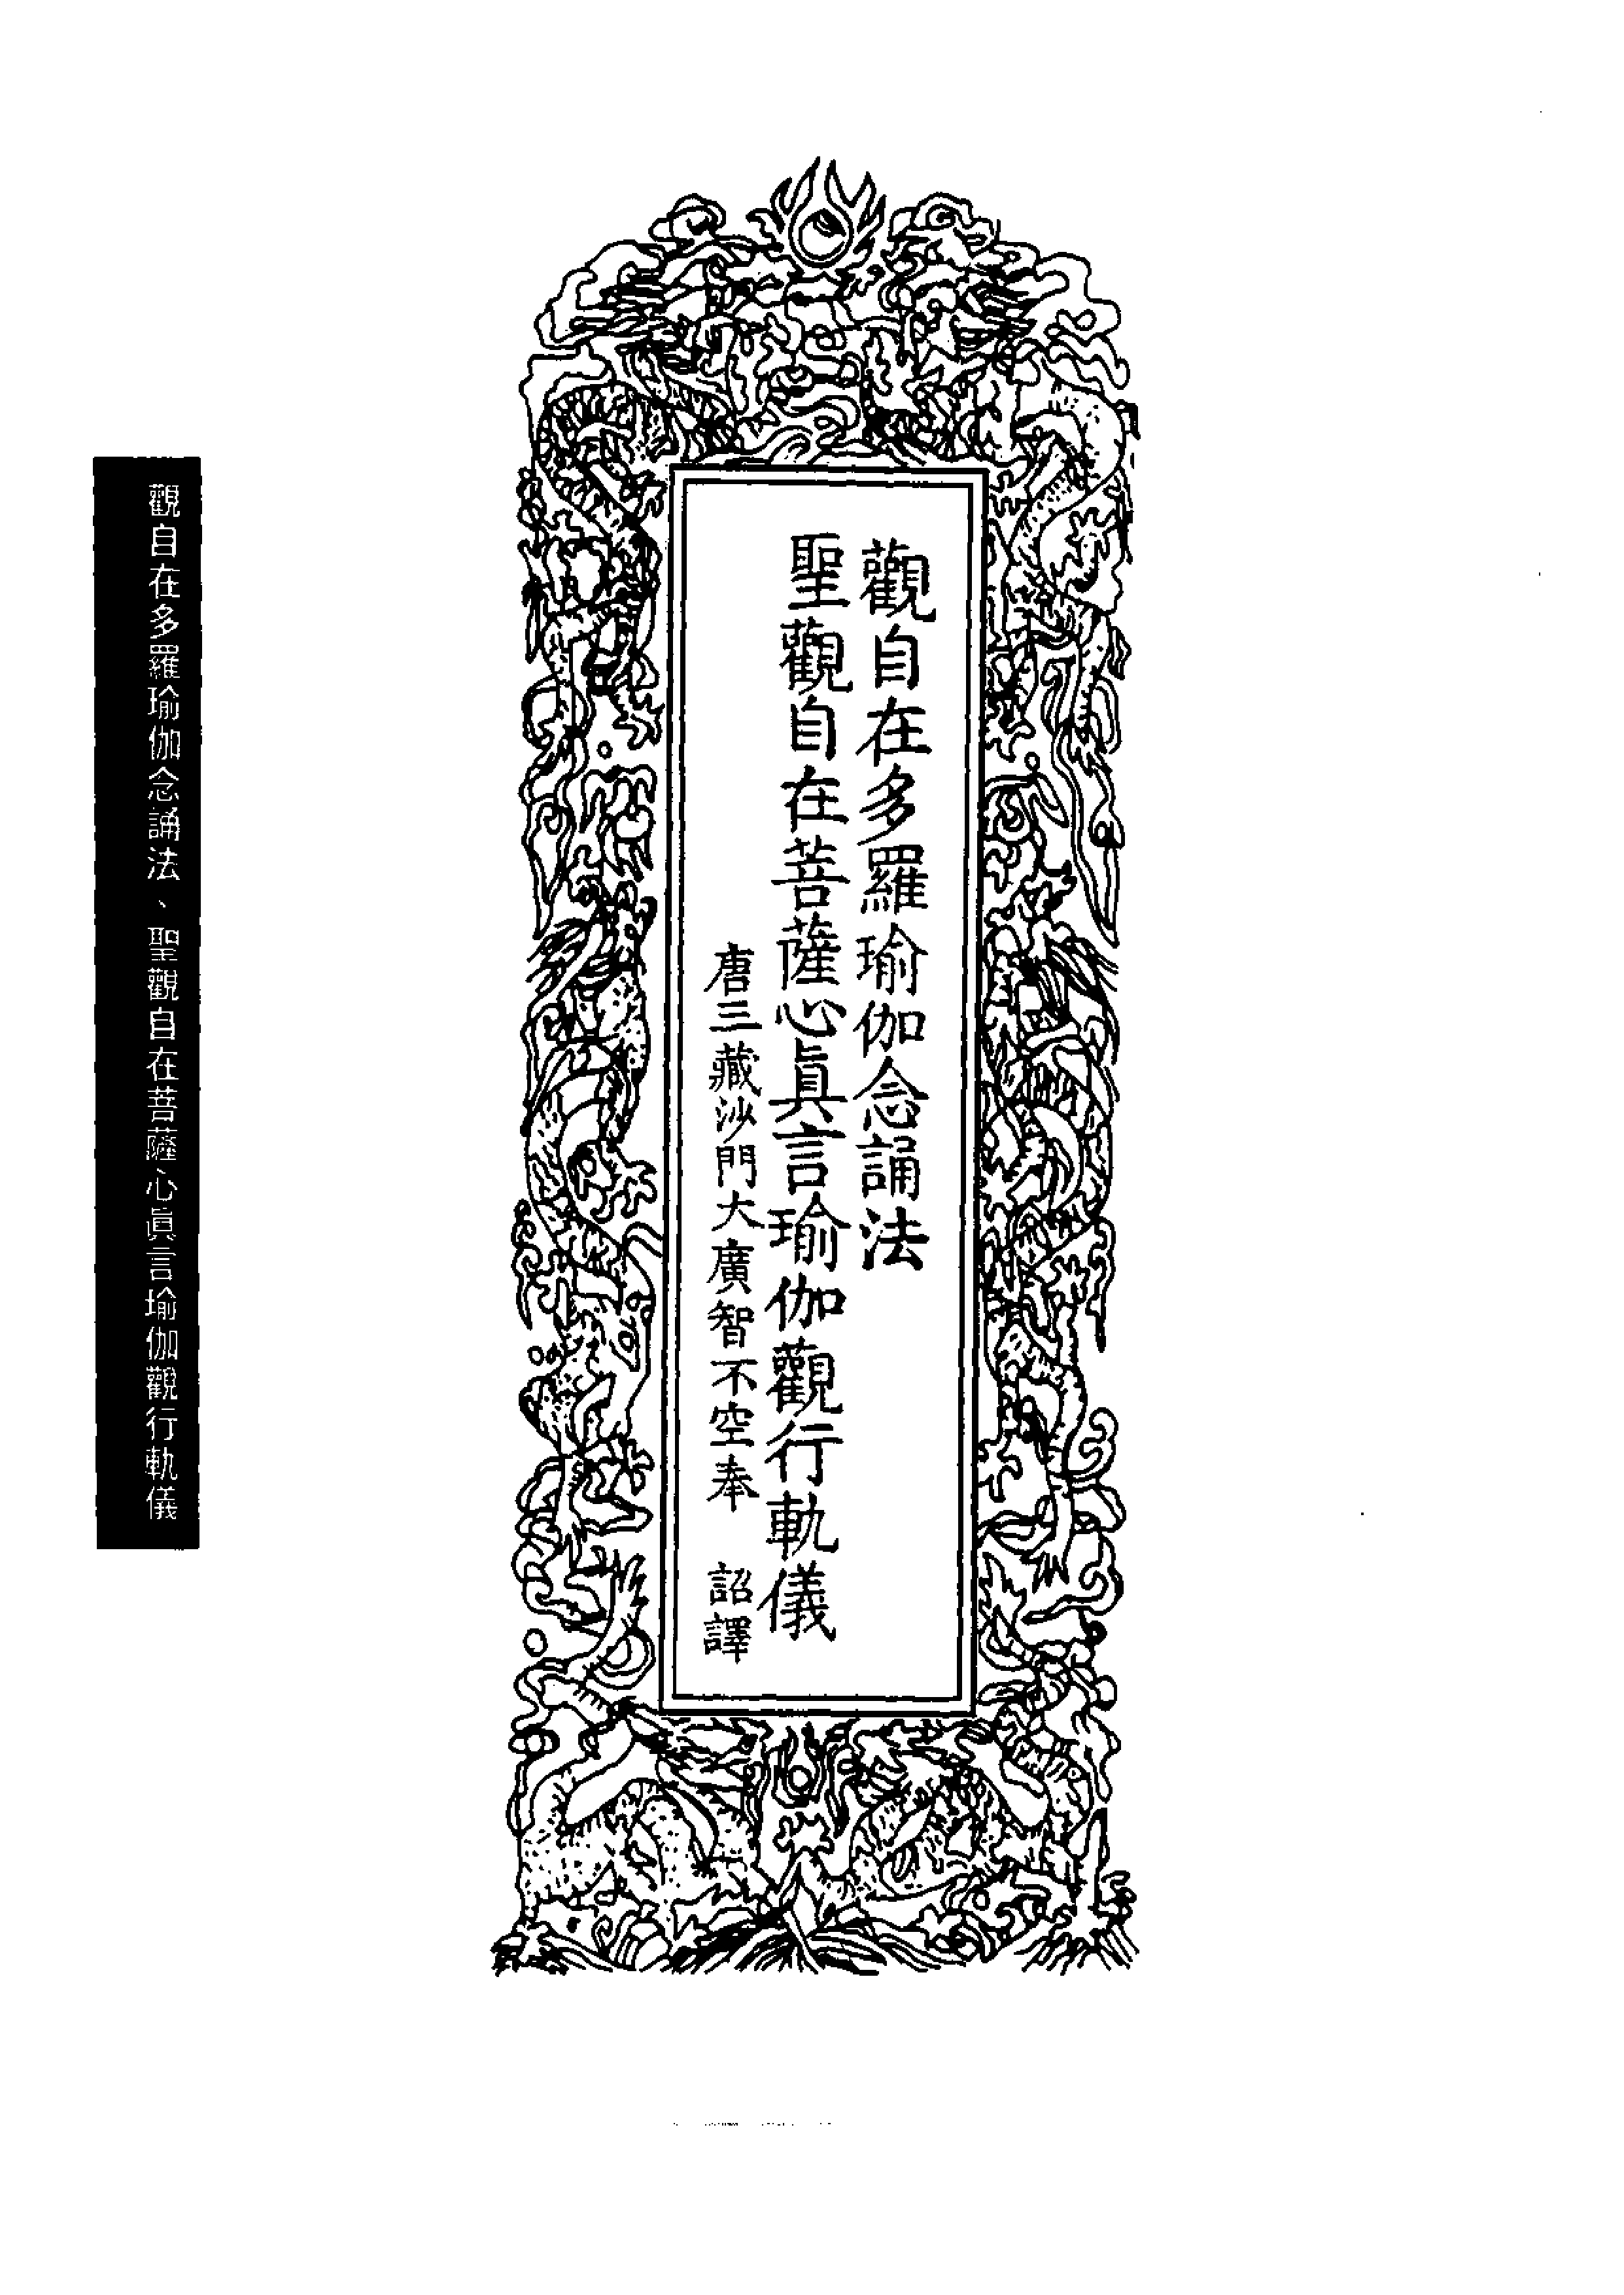 觀自在多羅瑜伽念誦法
聖觀自在菩薩心眞言瑜伽觀行軌儀
唐三藏沙門大廣智不空奉　詔譯
觀自在多羅瑜伽念誦法、聖觀自在菩薩心眞言瑜伽觀行軌儀